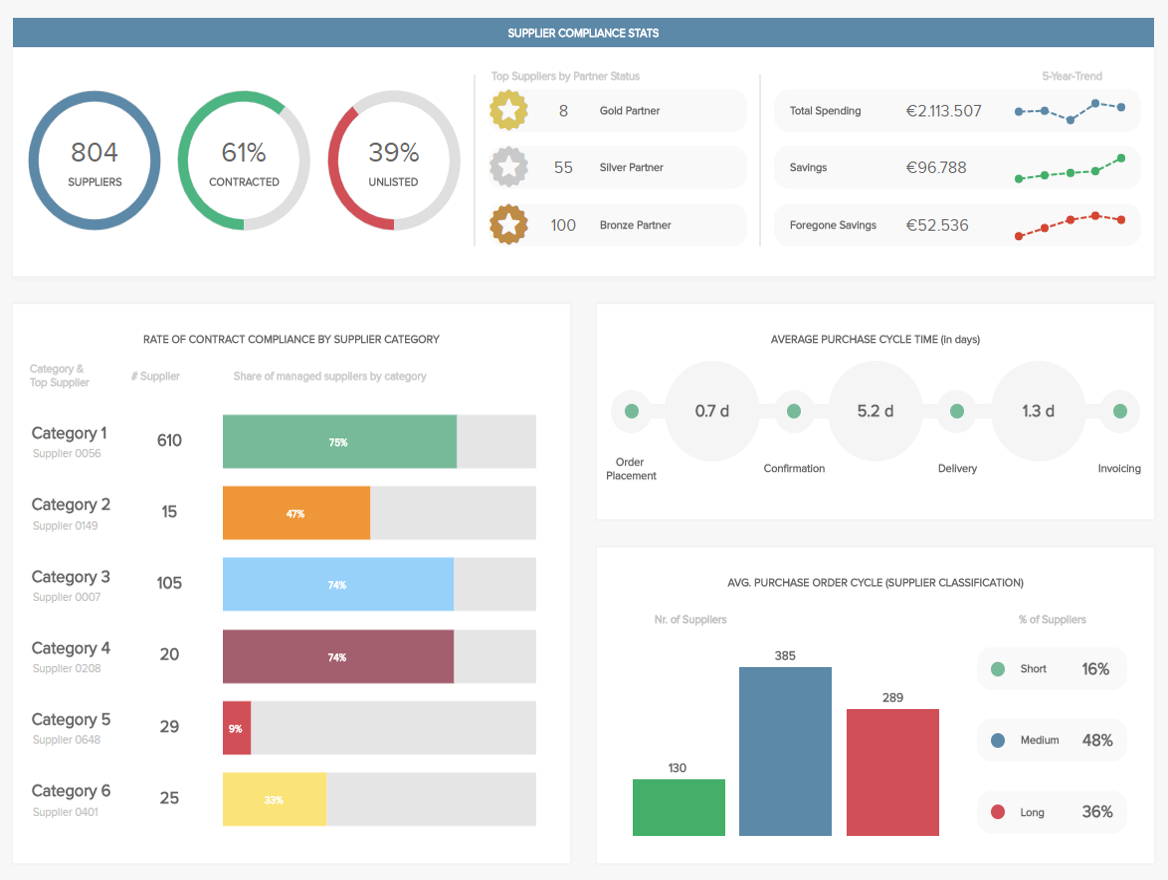 SUPPLIER COMPLIANCE STATS
804
SUPPLIERS
61%
CONTRACTED
39%
UNLISTED
Top Suppliers by Partner Status
8 Gold Partner
55 Silver Partner
100 Bronze Partner
5-Year-Trend
Total Spending €2.113.507
Savings €96.788
Foregone Savings €52.536
RATE OF CONTRACT COMPLIANCE BY SUPPLIER CATEGORY
Category &
Top Supplier
# Supplier
Share of managed suppliers by category
Category 1
Supplier 0056
610
75%
Category 2
Supplier 0149
15
47%
Category 3
Supplier 0007
105
74%
Category 4
Supplier 0208
20
74%
Category 5
Supplier 0648
29
9%
Category 6
Supplier 0401
25
33%
AVERAGE PURCHASE CYCLE TIME (in days)
0.7 d
5.2 d
1.3 d
Order
Placement
Confirmation
Delivery
Invoicing
AVG. PURCHASE ORDER CYCLE (SUPPLIER CLASSIFICATION)
Nr. of Suppliers
130
385
289
% of Suppliers
Short 16%
Medium 48%
Long 36%